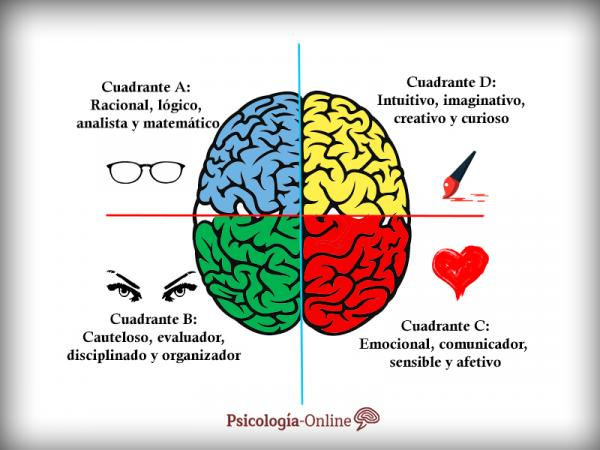 Cuadrante A:
Racional, lógico,
analista y matemático
Cuadrante D:
Intuitivo, imaginativo,
creativo y curioso
Cuadrante B:
Cauteloso, evaluador,
disciplinado y organizador
Cuadrante C:
Emocional, comunicador,
sensible y afetivo
Psicología-Online